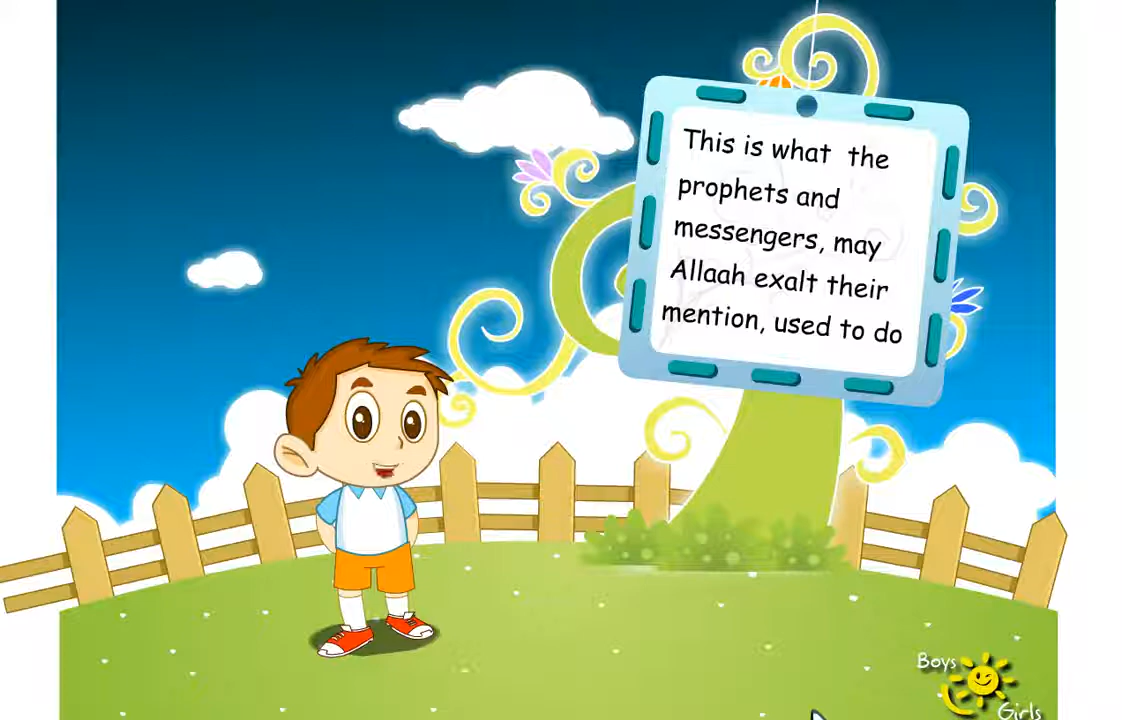 This is what the
prophets and
messengers, may
Allaah exalt their
mention, used to do
Boys
Girls